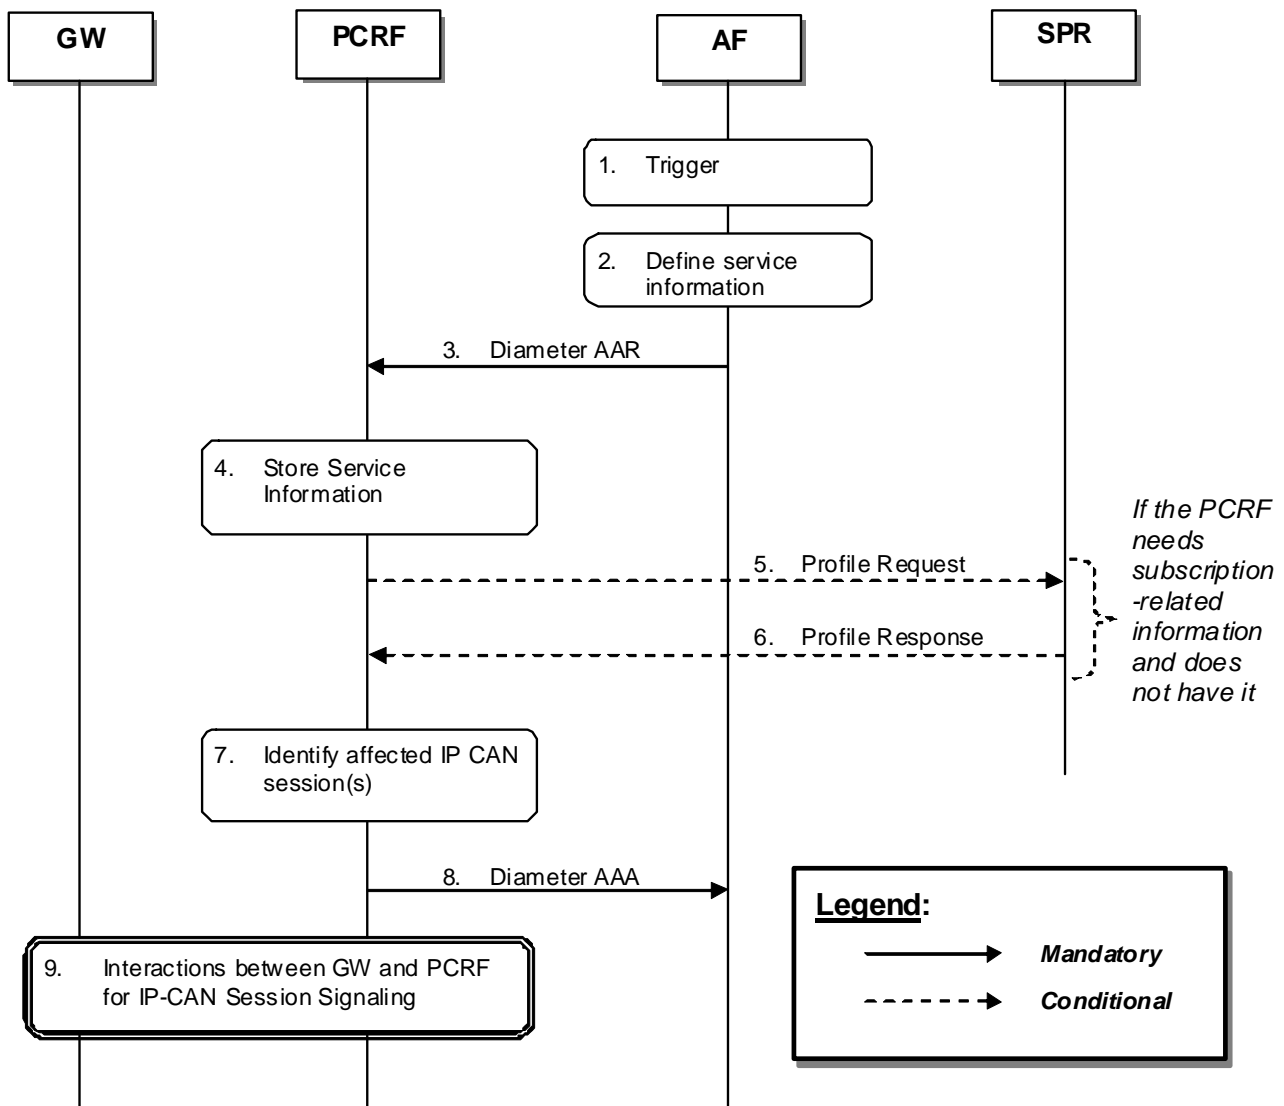 GW
PCRF
AF
SPR
1. Trigger
2. Define service
information
3. Diameter AAR
4. Store Service
Information
5. Profile Request
6. Profile Response
If the PCRF
needs
subscription
-related
information
and does
not have it
7. Identify affected IP CAN
session(s)
8. Diameter AAA
9. Interactions between GW and PCRF
for IP-CAN Session Signaling
Legend:
Mandatory
Conditional